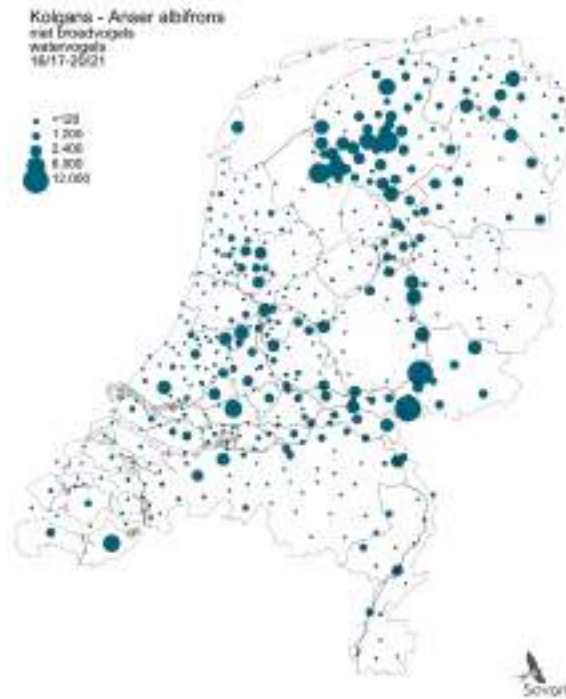 Kolgans - Anser albifrons
met broedvogels
watervogels
16/17-20/21
<120
1.200
2.400
6.000
12.000
Sovon